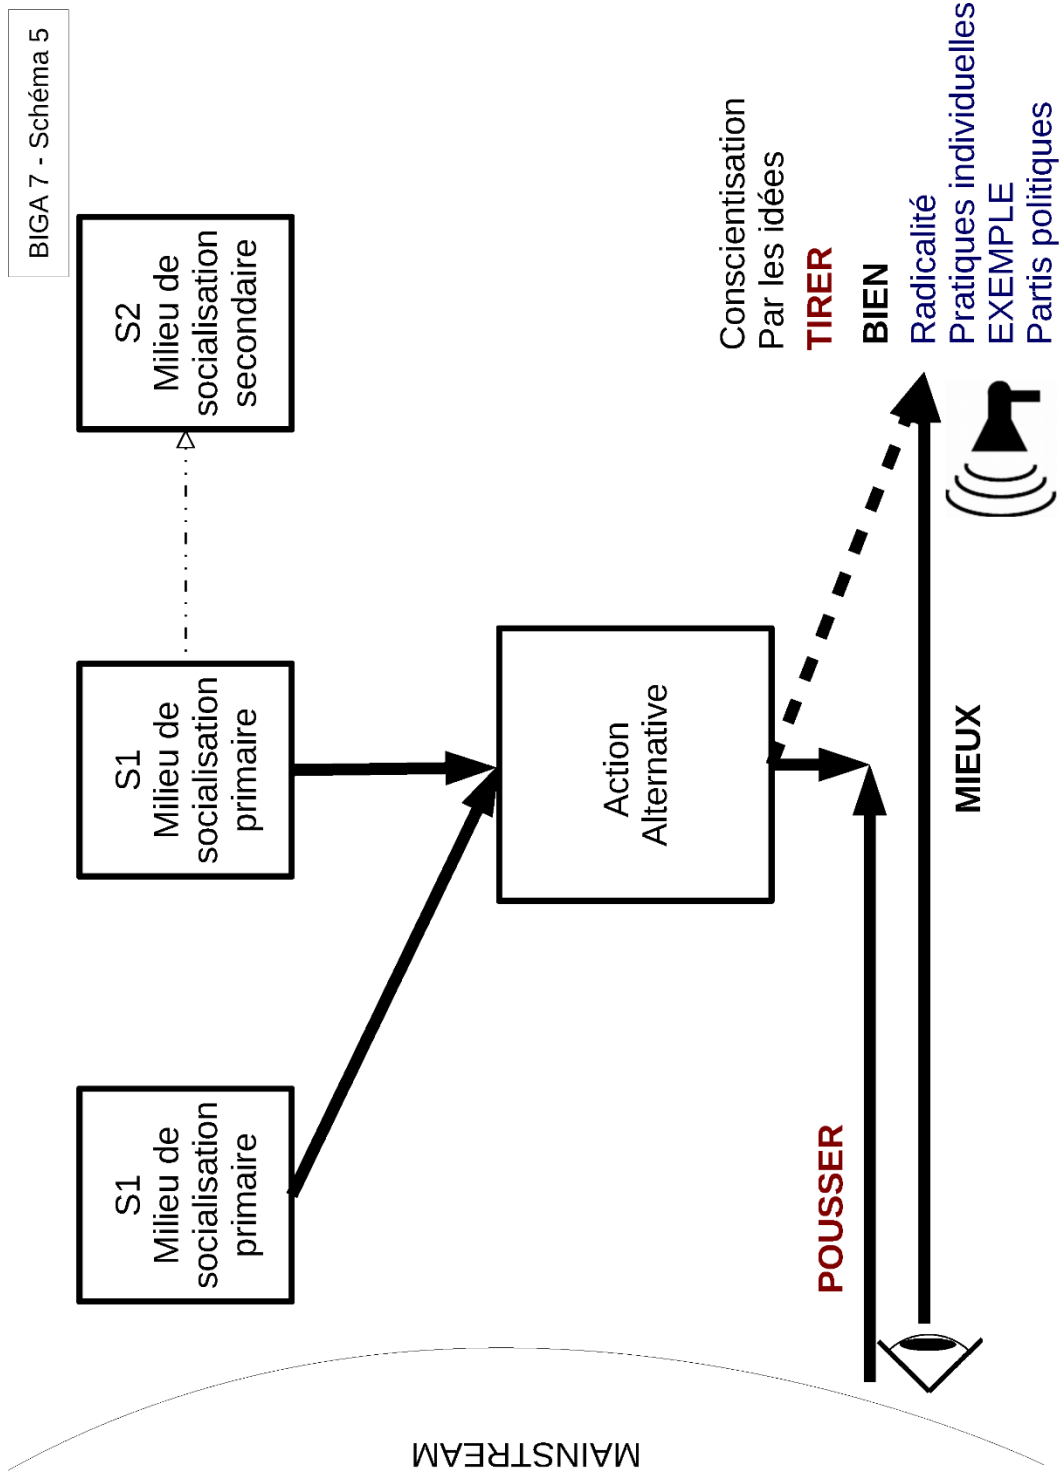 BIGA 7 - Schéma 5
S1
Milieu de
socialisation
primaire
S1
Milieu de
socialisation
primaire
S2
Milieu de
socialisation
secondaire
Action
Alternative
MAINSTREAM
POUSSER
MIEUX
Conscientisation
Par les idées
TIRER
BIEN
Radicalité
Pratiques individuelles
EXEMPLE
Partis politiques